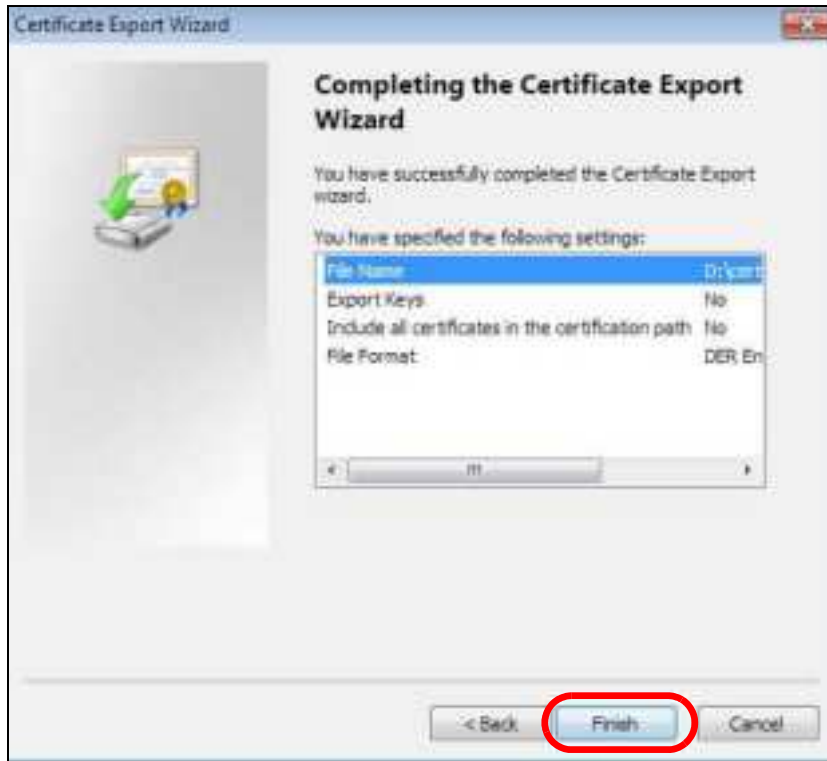 Certificate Export Wizard
Completing the Certificate Export
Wizard
You have successfully completed the Certificate Export
wizard.
You have specified the following settings:
File Name D:\cert
Export Keys No
Include all certificates in the certification path No
File Format DER En
< Back Finish Cancel